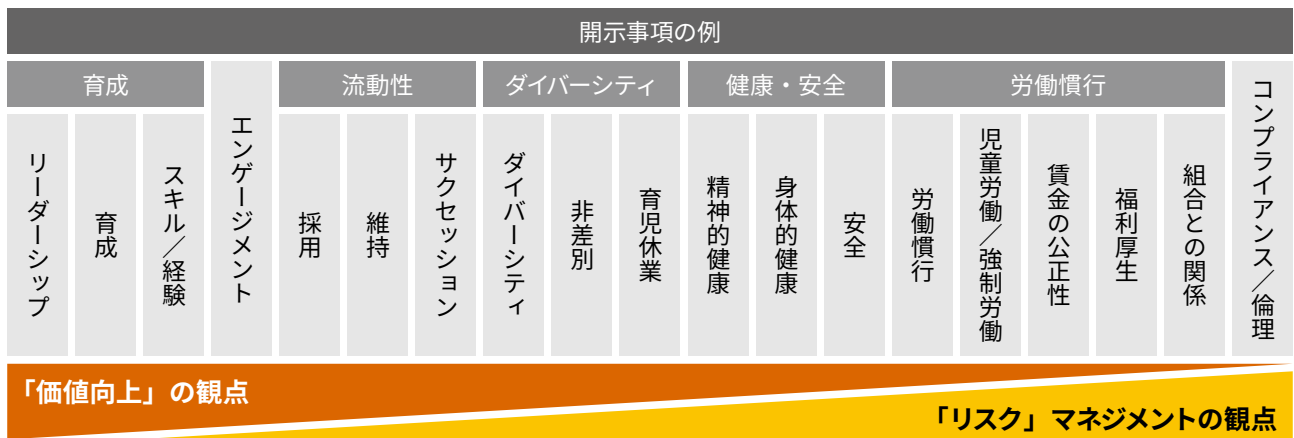 開示事項の例
育成
流動性
ダイバーシティ
健康・安全
労働慣行
リーダーシップ
育成
スキル／経験
エンゲージメント
採用
維持
サクセッション
ダイバーシティ
非差別
育児休業
精神的健康
身体的健康
安全
労働慣行
児童労働／強制労働
賃金の公正性
福利厚生
組合との関係
コンプライアンス／倫理
「価値向上」の観点
「リスク」マネジメントの観点